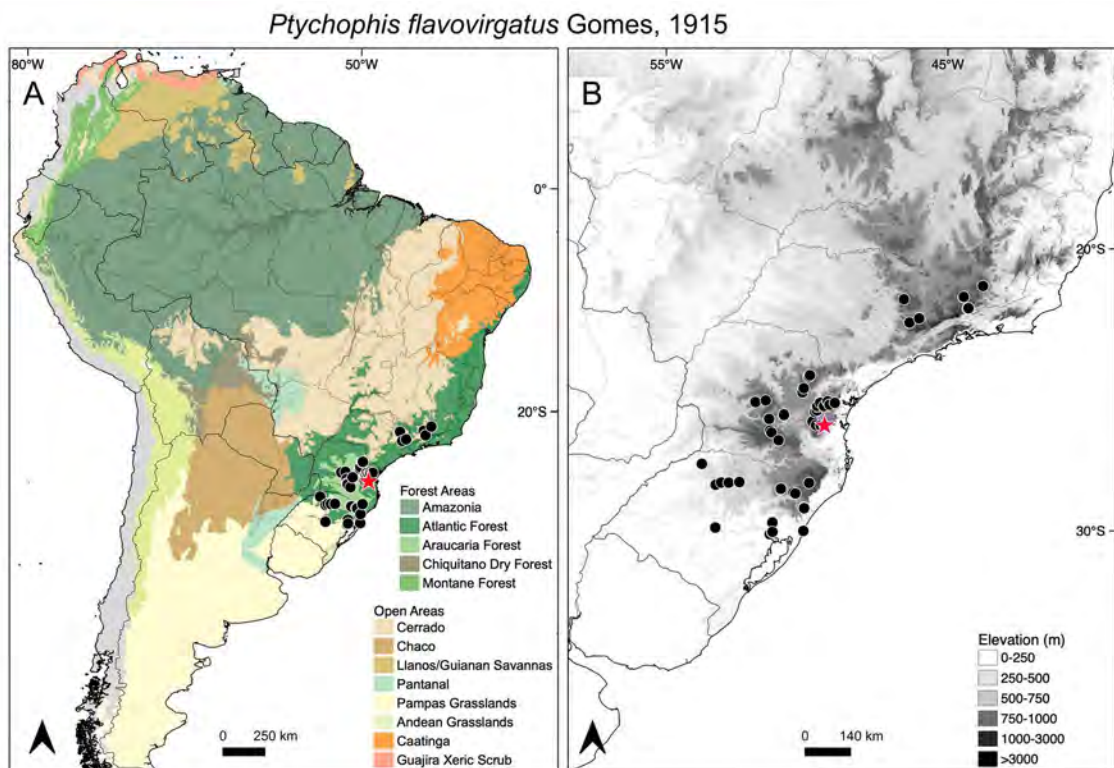 Ptychophis flavovirgatus Gomes, 1915
80°W
50°W
A
0°
20°S
Forest Areas
Amazonia
Atlantic Forest
Araucaria Forest
Chiquitano Dry Forest
Montane Forest
Open Areas
Cerrado
Chaco
Llanos/Guianan Savannas
Pantanal
Pampas Grasslands
Andean Grasslands
Caatinga
Guajira Xeric Scrub
0 250 km
55°W
45°W
B
20°S
30°S
Elevation (m)
0-250
250-500
500-750
750-1000
1000-3000
>3000
0 140 km